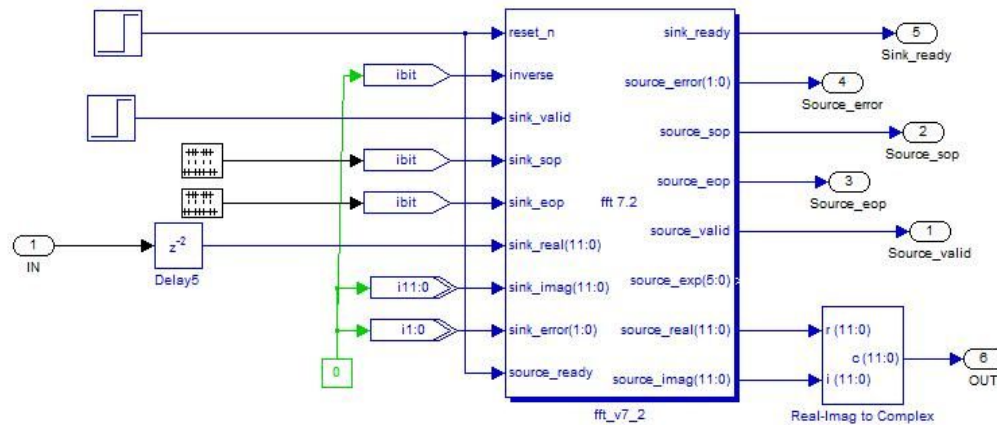 reset_n
sink_ready
5
Sink_ready
ibit
inverse
source_error(1:0)
4
Source_error
sink_valid
source_sop
2
Source_sop
ibit
sink_sop
source_eop
3
Source_eop
ibit
sink_eop
fft 7.2
1
IN
z-2
Delay5
sink_real(11:0)
source_valid
1
Source_valid
i11:0
sink_imag(11:0)
source_exp(5:0)
i1:0
sink_error(1:0)
source_real(11:0)
r (11:0)
c (11:0)
6
OUT
0
source_ready
source_imag(11:0)
i (11:0)
fft_v7_2
Real-Imag to Complex